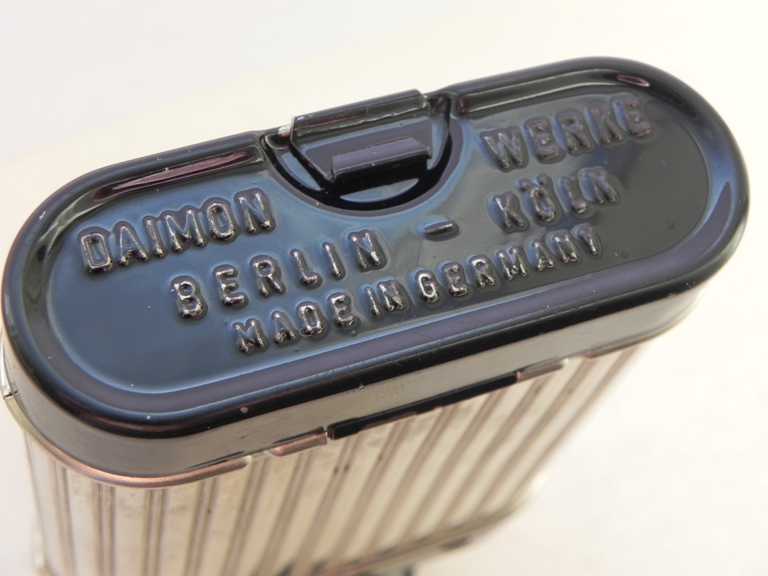 DAIMON WERKE
BERLIN - KÖLN
MADE IN GERMANY